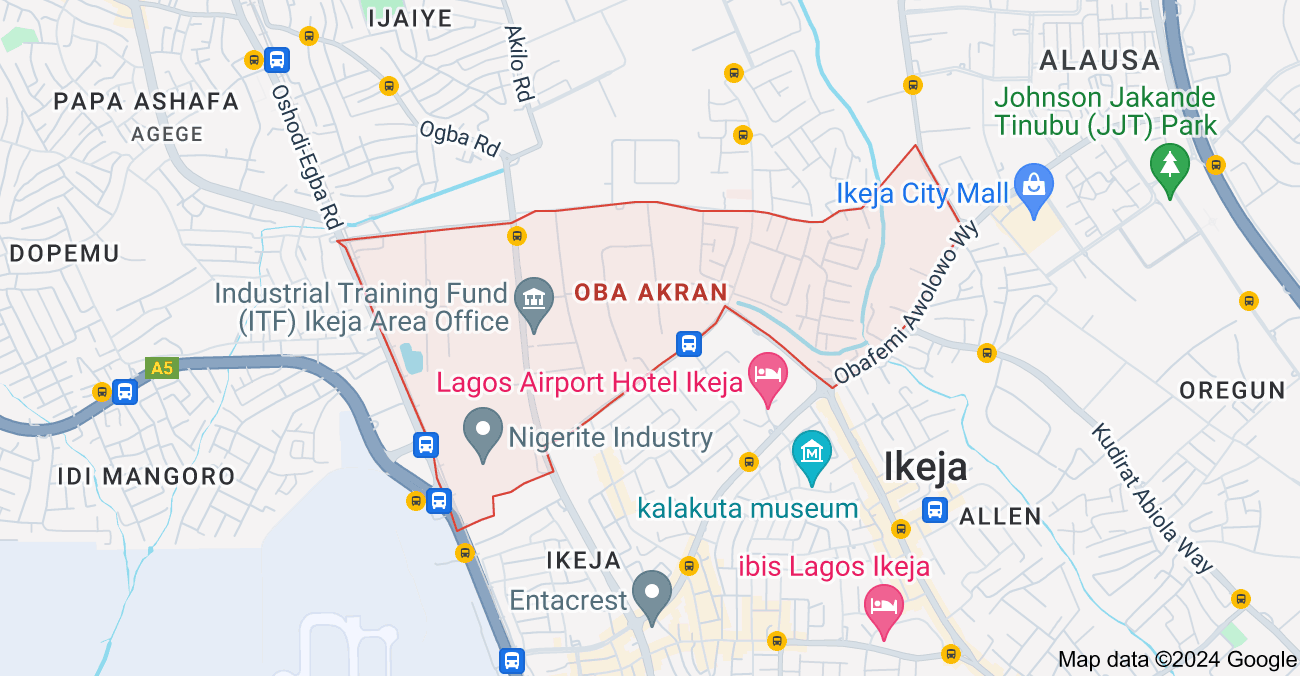 IJAIYE
Akilo Rd
ALAUSA
PAPA ASHAFA
AGEGE
Oshodi-Egba Rd
Ogba Rd
Johnson Jakande
Tinubu (JJT) Park
Ikeja City Mall
DOPEMU
Obafemi Awolowo Wy
Industrial Training Fund
(ITF) Ikeja Area Office
OBA AKRAN
A5
Lagos Airport Hotel Ikeja
OREGUN
Nigerite Industry
IDI MANGORO
Ikeja
Kudirat Abiola Way
kalakuta museum
ALLEN
IKEJA
ibis Lagos Ikeja
Entacrest
Map data ©2024 Google